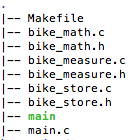 .
|-- Makefile
|-- bike_math.c
|-- bike_math.h
|-- bike_measure.c
|-- bike_measure.h
|-- bike_store.c
|-- bike_store.h
|-- main
|-- main.c